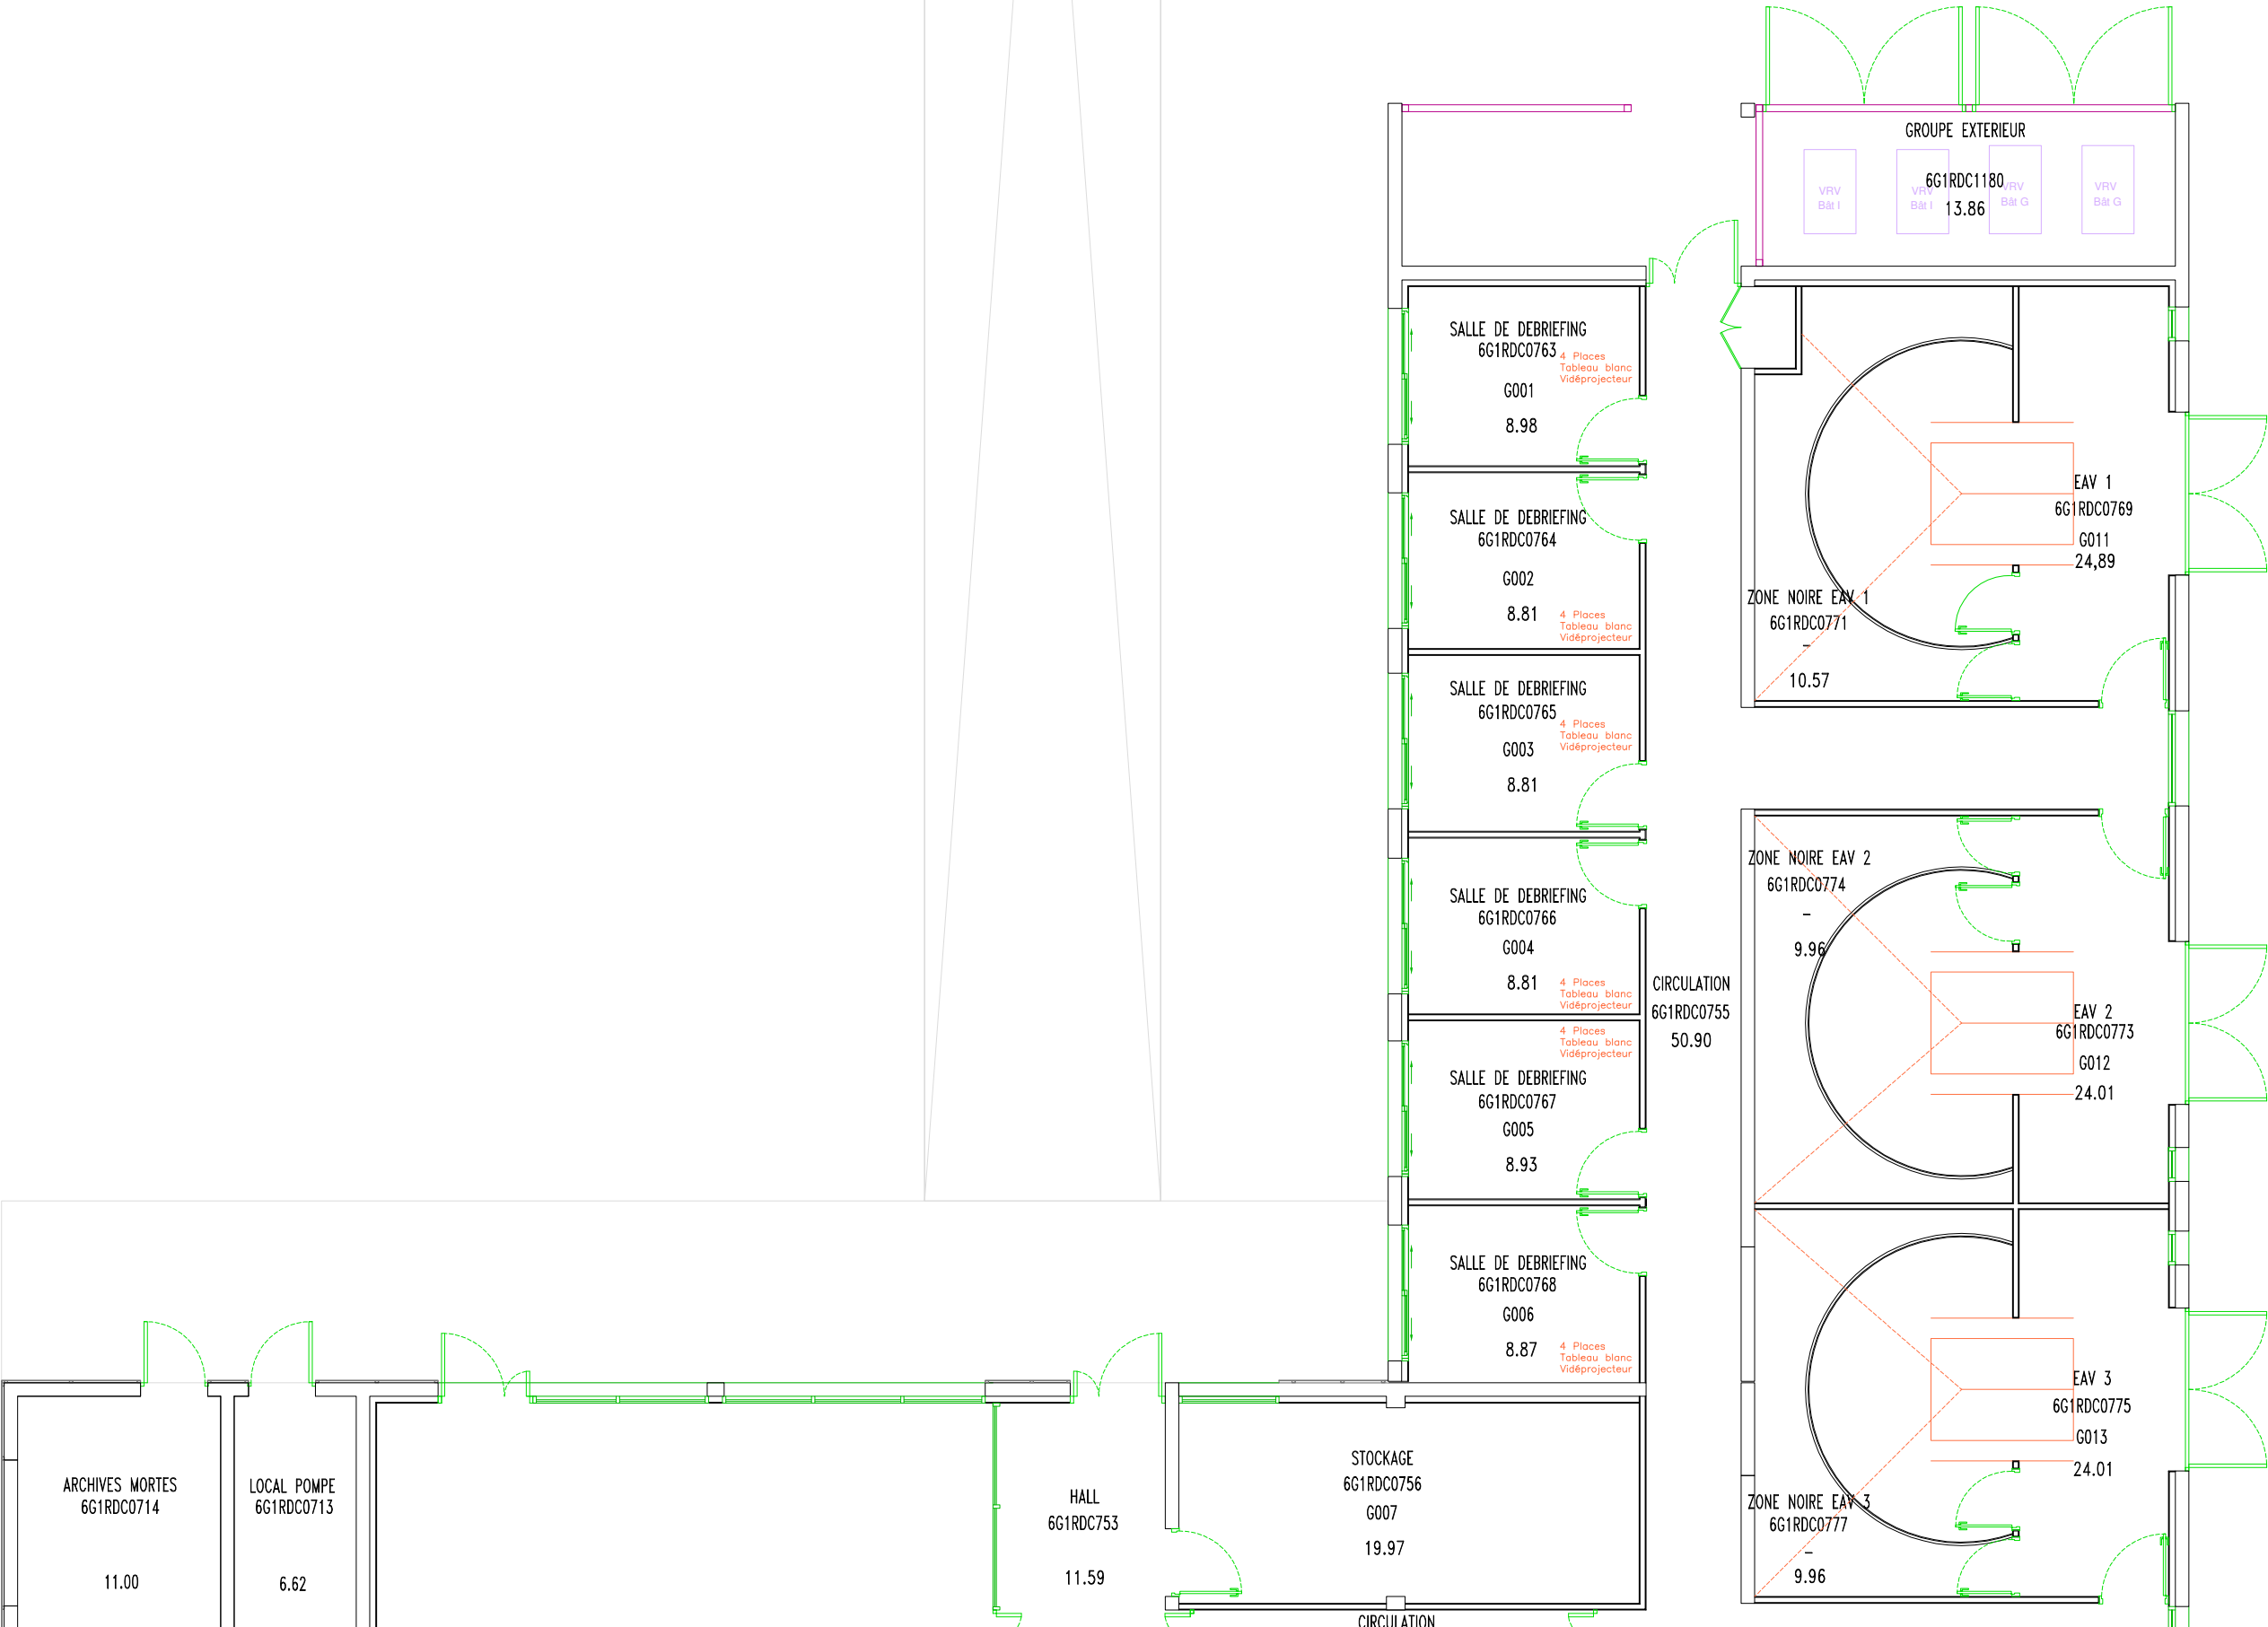 GROUPE EXTERIEUR
6G1RDC1180
13.86
VRV
Bât I
VRV
Bât I
VRV
Bât G
VRV
Bât G
SALLE DE DEBRIEFING
6G1RDC0763
4 Places
Tableau blanc
Vidéprojecteur
G001
8.98
SALLE DE DEBRIEFING
6G1RDC0764
G002
8.81
4 Places
Tableau blanc
Vidéprojecteur
SALLE DE DEBRIEFING
6G1RDC0765
4 Places
Tableau blanc
Vidéprojecteur
G003
8.81
SALLE DE DEBRIEFING
6G1RDC0766
G004
8.81
4 Places
Tableau blanc
Vidéprojecteur
4 Places
Tableau blanc
Vidéprojecteur
SALLE DE DEBRIEFING
6G1RDC0767
G005
8.93
SALLE DE DEBRIEFING
6G1RDC0768
G006
8.87
4 Places
Tableau blanc
Vidéprojecteur
CIRCULATION
6G1RDC0755
50.90
EAV 1
6G1RDC0769
G011
24,89
ZONE NOIRE EAV 1
6G1RDC0771
-
10.57
ZONE NOIRE EAV 2
6G1RDC0774
-
9.96
EAV 2
6G1RDC0773
G012
24.01
EAV 3
6G1RDC0775
G013
24.01
ZONE NOIRE EAV 3
6G1RDC0777
-
9.96
ARCHIVES MORTES
6G1RDC0714
11.00
LOCAL POMPE
6G1RDC0713
6.62
HALL
6G1RDC753
11.59
STOCKAGE
6G1RDC0756
G007
19.97
CIRCULATION